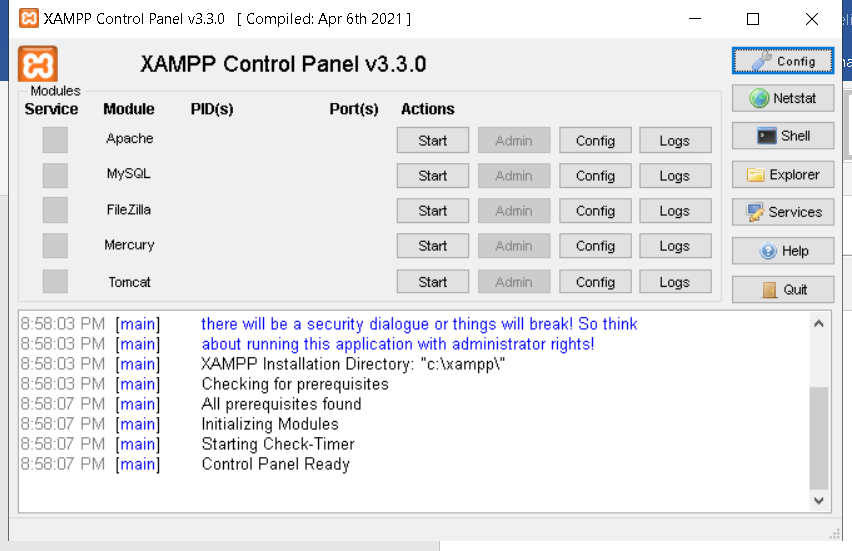 XAMPP Control Panel v3.3.0 [ Compiled: Apr 6th 2021 ]
XAMPP Control Panel v3.3.0
Config
Modules
Service Module PID(s) Port(s) Actions
Netstat
Apache Start Admin Config Logs
Shell
MySQL Start Admin Config Logs
Explorer
FileZilla Start Admin Config Logs
Services
Mercury Start Admin Config Logs
Help
Tomcat Start Admin Config Logs
Quit
8:58:03 PM [main] there will be a security dialogue or things will break! So think
8:58:03 PM [main] about running this application with administrator rights!
8:58:03 PM [main] XAMPP Installation Directory: "c:\xampp\"
8:58:03 PM [main] Checking for prerequisites
8:58:07 PM [main] All prerequisites found
8:58:07 PM [main] Initializing Modules
8:58:07 PM [main] Starting Check-Timer
8:58:07 PM [main] Control Panel Ready